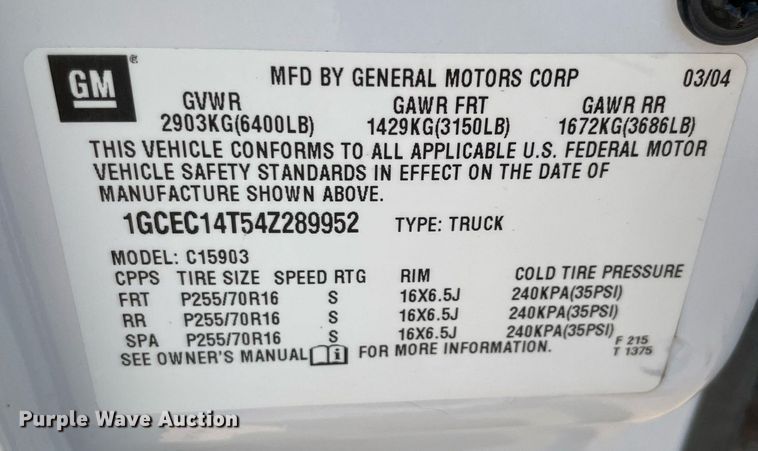 GM
MFD BY GENERAL MOTORS CORP 03/04
GVWR GAWR FRT GAWR RR
2903KG(6400LB) 1429KG(3150LB) 1672KG(3686LB)
THIS VEHICLE CONFORMS TO ALL APPLICABLE U.S. FEDERAL MOTOR
VEHICLE SAFETY STANDARDS IN EFFECT ON THE DATE OF
MANUFACTURE SHOWN ABOVE.
1GCEC14T54Z289952 TYPE: TRUCK
MODEL: C15903
CPPS TIRE SIZE SPEED RTG RIM COLD TIRE PRESSURE
FRT P255/70R16 S 16X6.5J 240KPA(35PSI)
RR P255/70R16 S 16X6.5J 240KPA(35PSI)
SPA P255/70R16 S 16X6.5J 240KPA(35PSI)
SEE OWNER'S MANUAL i FOR MORE INFORMATION.
F 215
T 1375
Purple Wave Auction